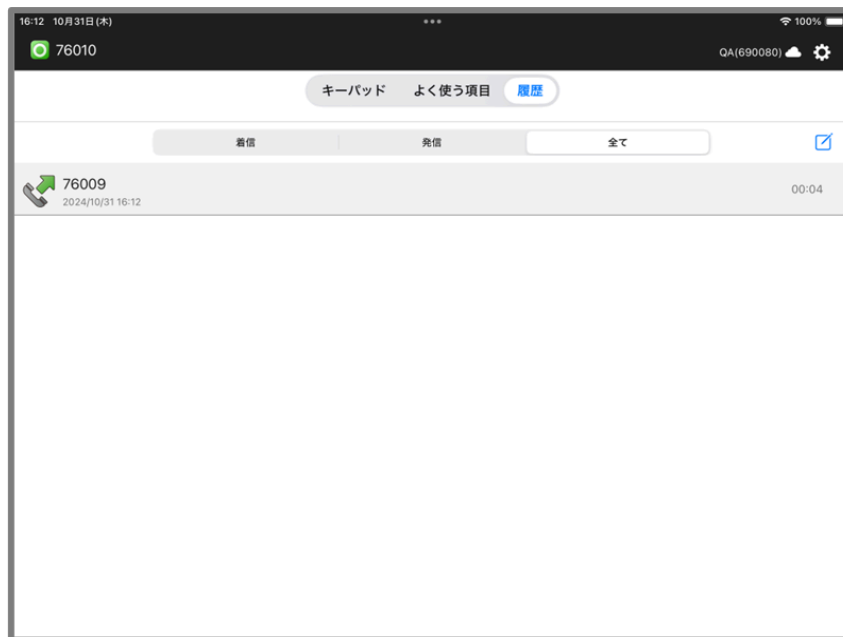 16:12 10月31日(木)
100%
76010
QA(690080)
キーパッド よく使う項目 履歴
着信 発信 全て
76009
00:04
2024/10/31 16:12